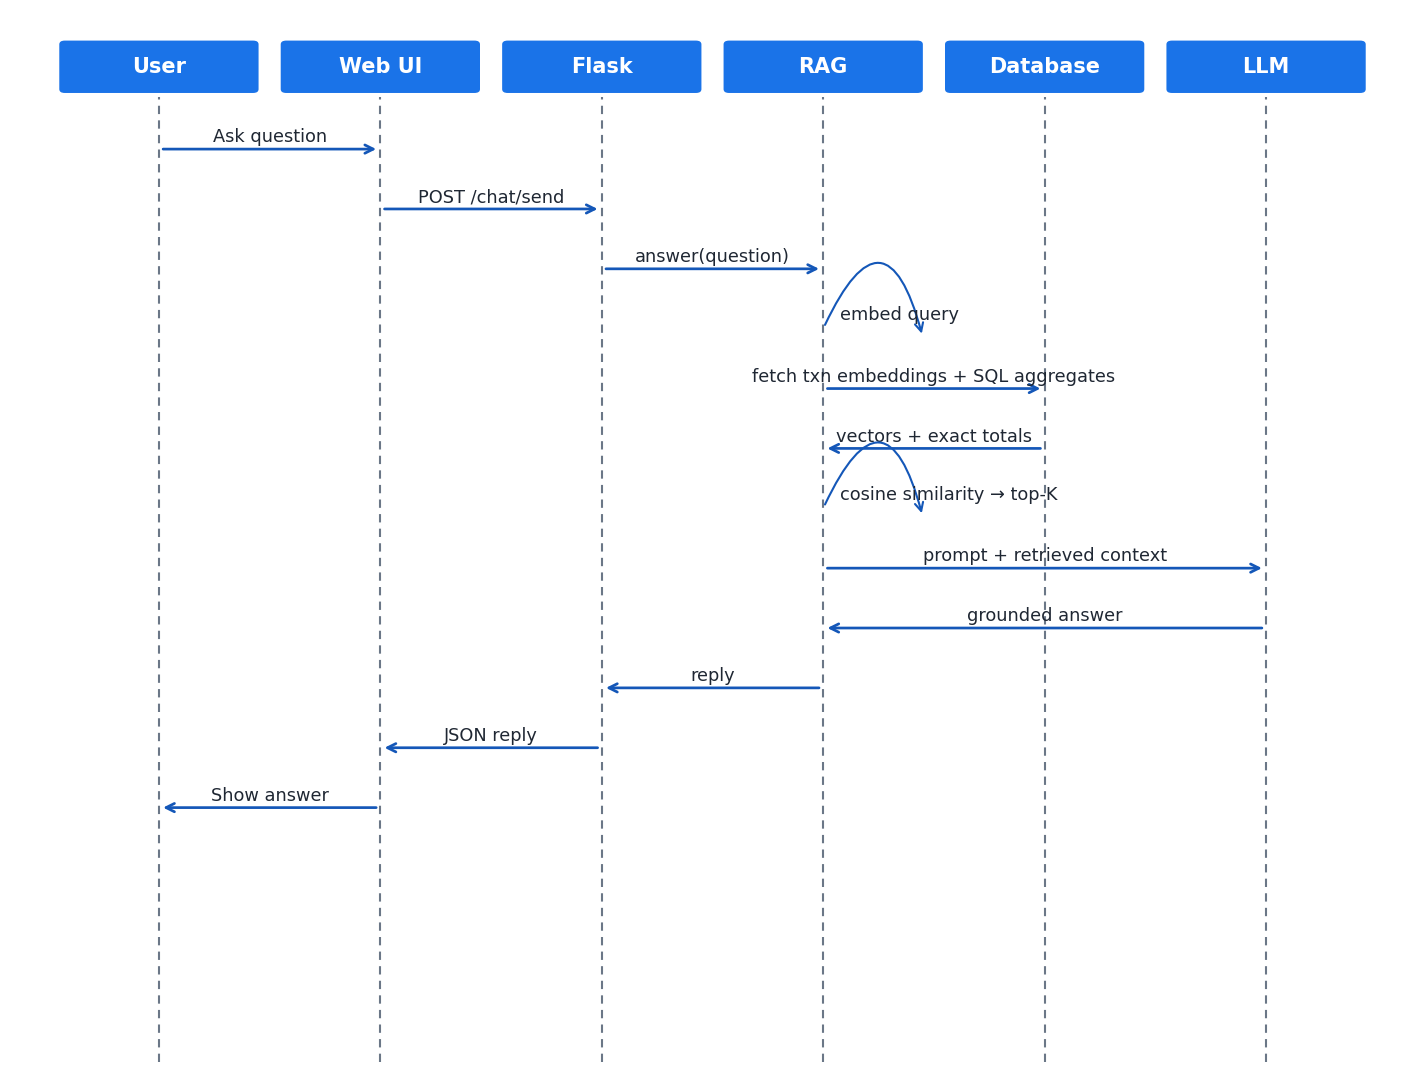 User
Web UI
Flask
RAG
Database
LLM
Ask question
POST /chat/send
answer(question)
embed query
fetch txn embeddings + SQL aggregates
vectors + exact totals
cosine similarity → top-K
prompt + retrieved context
grounded answer
reply
JSON reply
Show answer